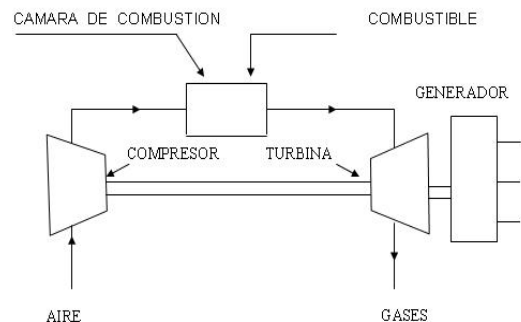 CAMARA DE COMBUSTION
COMBUSTIBLE
GENERADOR
COMPRESOR
TURBINA
AIRE
GASES